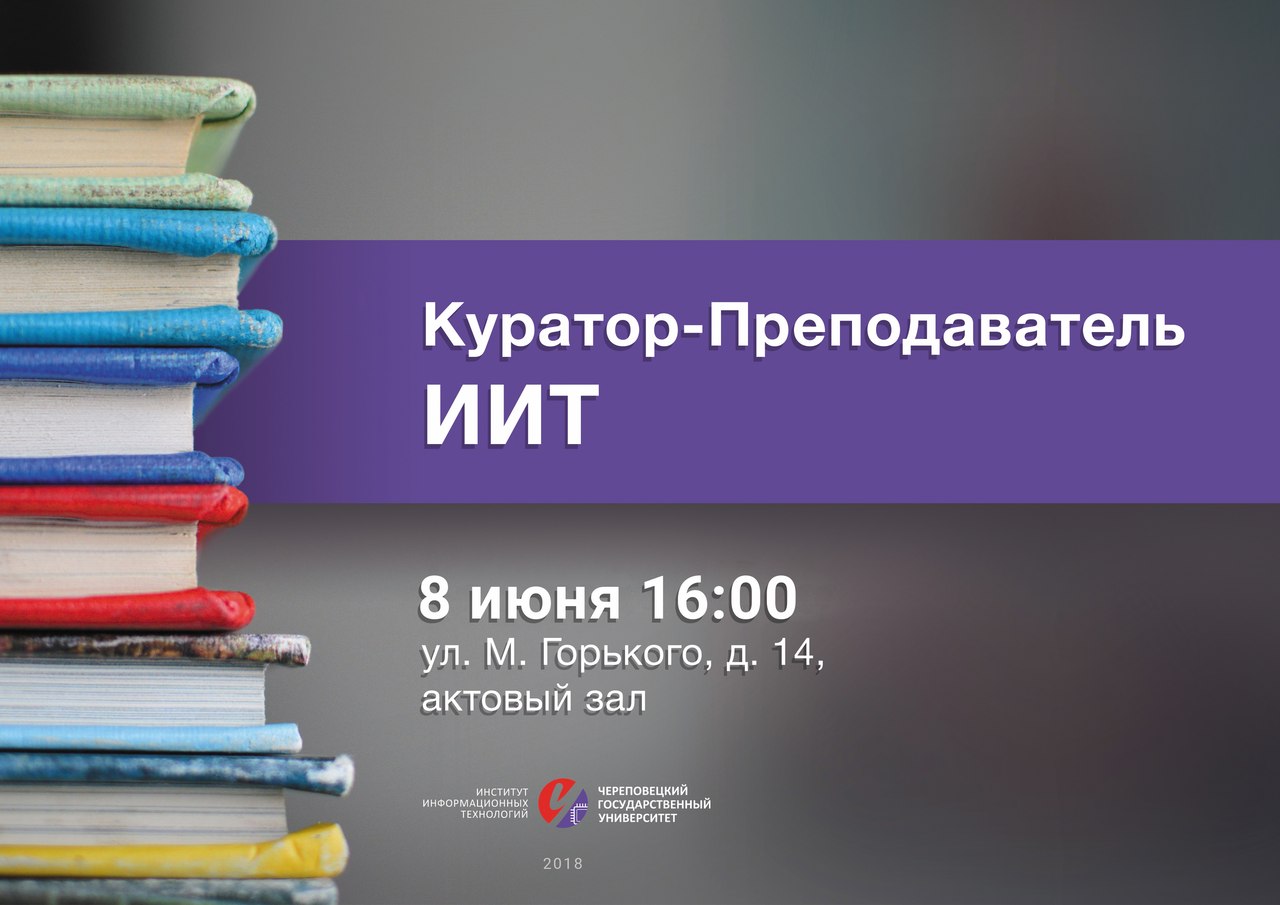 Куратор-Преподаватель
ИИТ
8 июня 16:00
ул. М. Горького, д. 14,
актовый зал
ИНСТИТУТ
ИНФОРМАЦИОННЫХ
ТЕХНОЛОГИЙ
ЧЕРЕПОВЕЦКИЙ
ГОСУДАРСТВЕННЫЙ
УНИВЕРСИТЕТ
2018